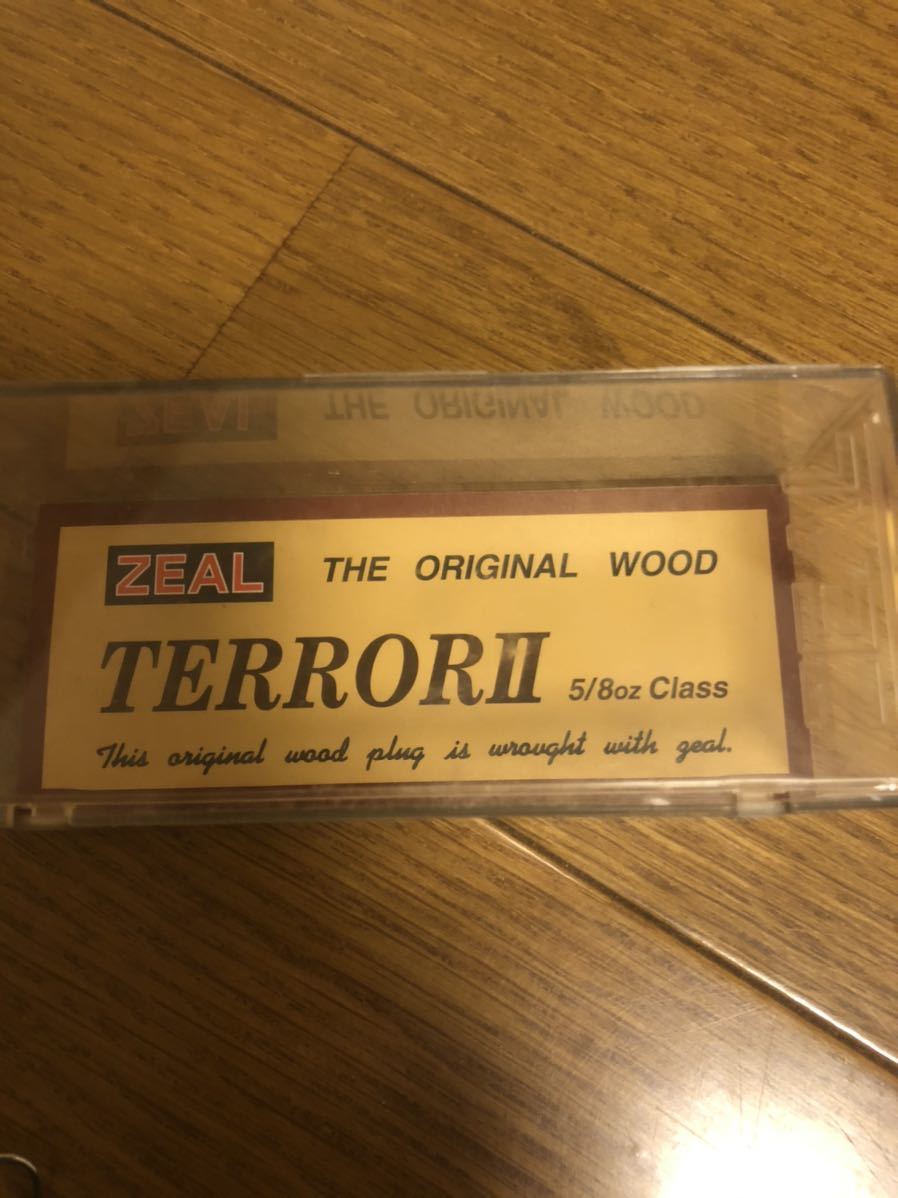 ZEAL THE ORIGINAL WOOD
TERRORII 5/8oz Class
This original wood plug is wrought with zeal.